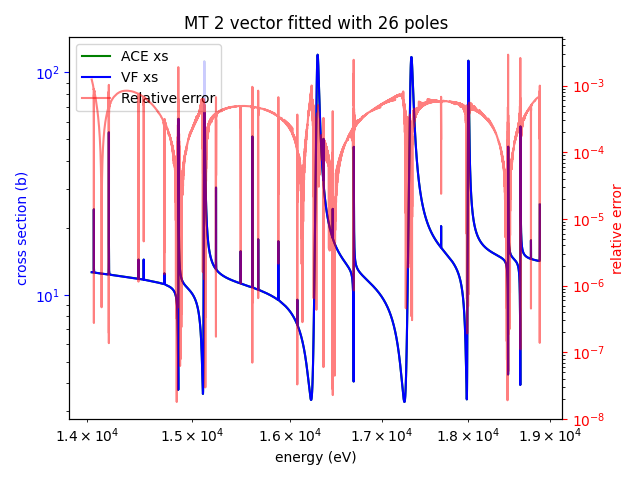 MT 2 vector fitted with 26 poles
ACE xs
VF xs
Relative error
cross section (b)
10²
10¹
relative error
10⁻³
10⁻⁴
10⁻⁵
10⁻⁶
10⁻⁷
10⁻⁸
1.4 × 10⁴ 1.5 × 10⁴ 1.6 × 10⁴ 1.7 × 10⁴ 1.8 × 10⁴ 1.9 × 10⁴
energy (eV)